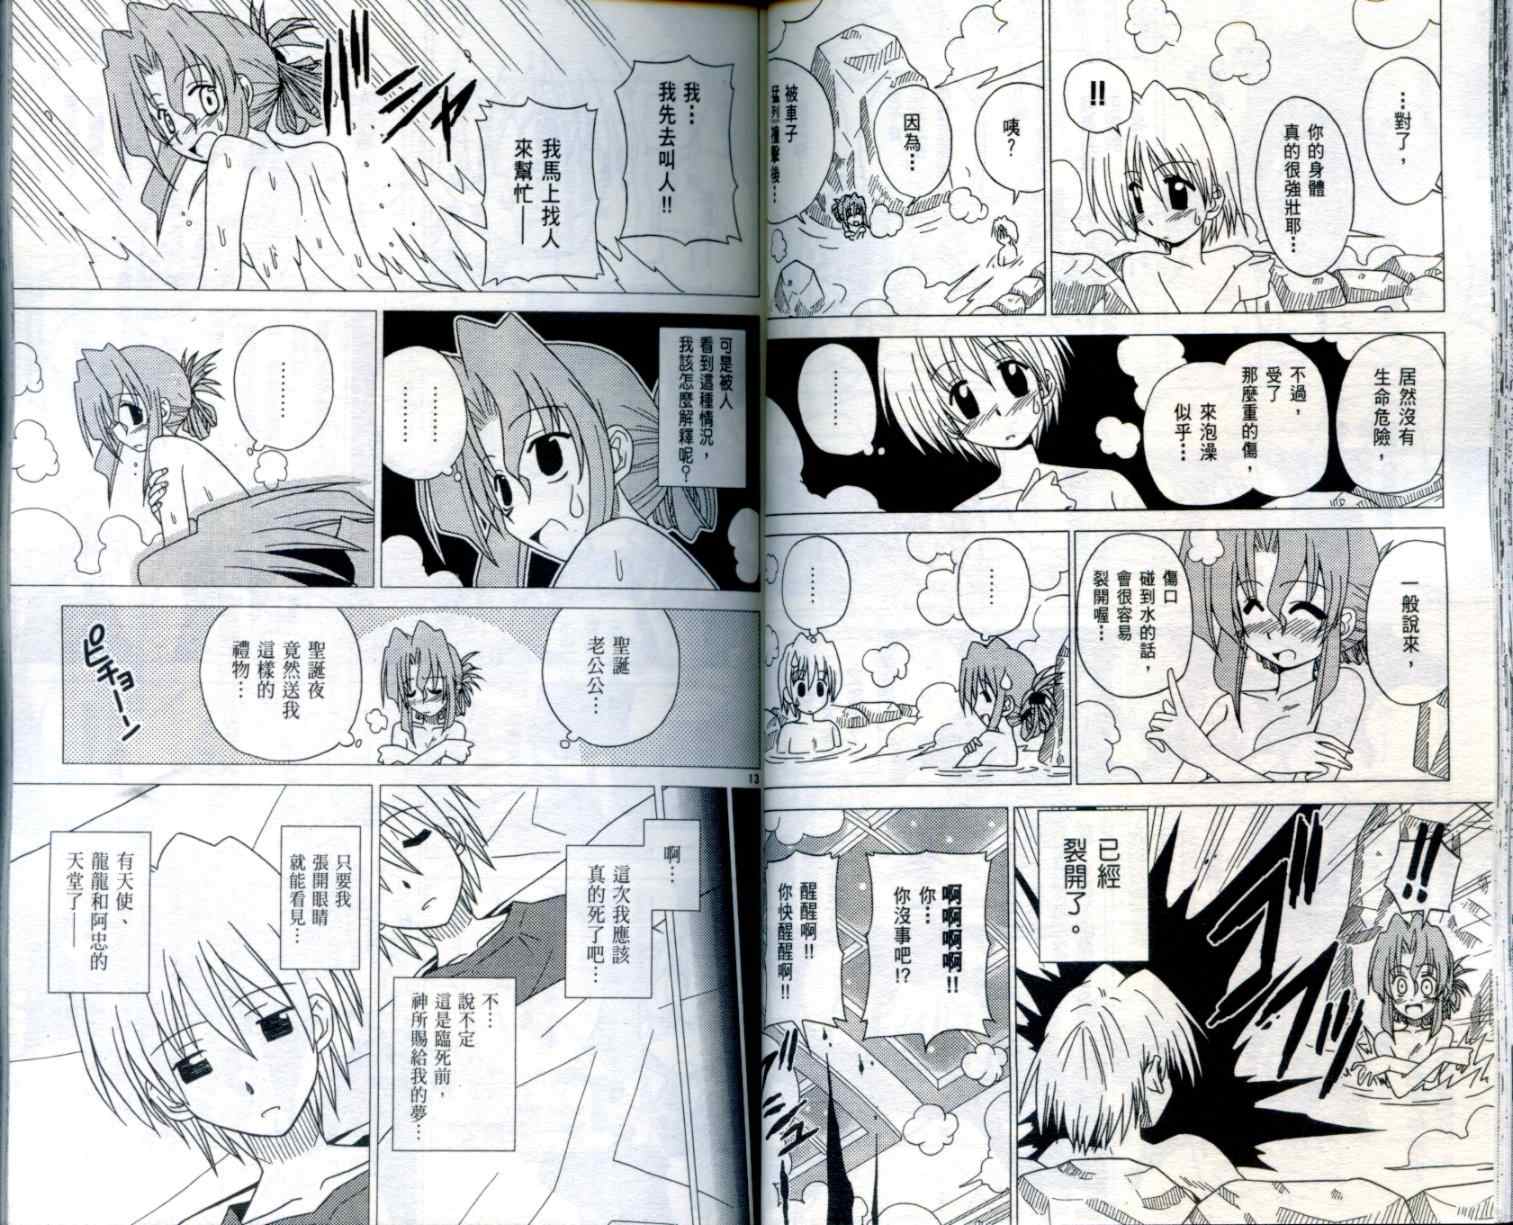 …對了，
你的身體
真的很強壯耶…
!!
咦?
因為…
被車子
猛烈撞擊後…
居然沒有
生命危險，
不過，
受了
那麼重的傷，
來泡澡
似乎…
………
一般說來，
傷口
碰到水的話，
會很容易
裂開喔…
……
……
!!
已經
裂開了。
啊啊啊啊!!
你…
你沒事吧!?
醒醒啊!!
你快醒醒啊!!
我…
我先去叫人!!
我馬上找人
來幫忙——
ザバァ
可是被人
看到這種情況，
我該怎麼解釋呢?
………
………
聖誕
老公公…
聖誕夜
竟然送我
這樣的
禮物…
ピチョーン
13
啊…
這次我應該
真的死了吧…
不…
說不定
這是臨死前，
神所賜給我的夢…
只要我
張開眼睛
就能看見…
有天使、
龍龍和阿忠的
天堂了——